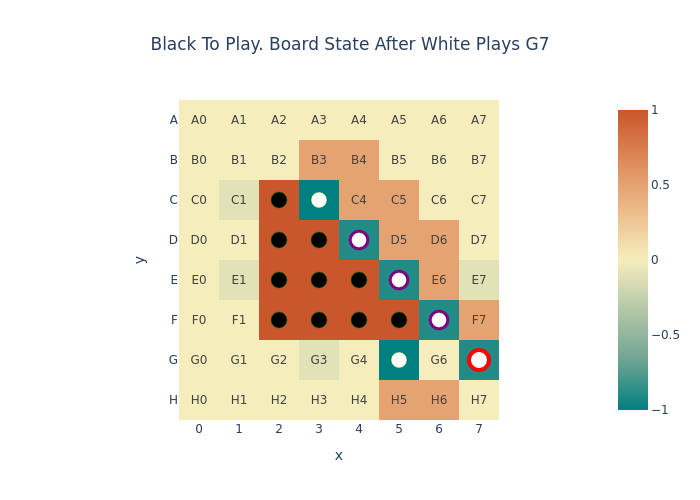 Black To Play. Board State After White Plays G7
A A0 A1 A2 A3 A4 A5 A6 A7
B B0 B1 B2 B3 B4 B5 B6 B7
C C0 C1 C4 C5 C6 C7
D D0 D1 D5 D6 D7
E E0 E1 E6 E7
F F0 F1 F7
G G0 G1 G2 G3 G4 G6
H H0 H1 H2 H3 H4 H5 H6 H7
0 1 2 3 4 5 6 7
x
y
1
0.5
0
−0.5
−1